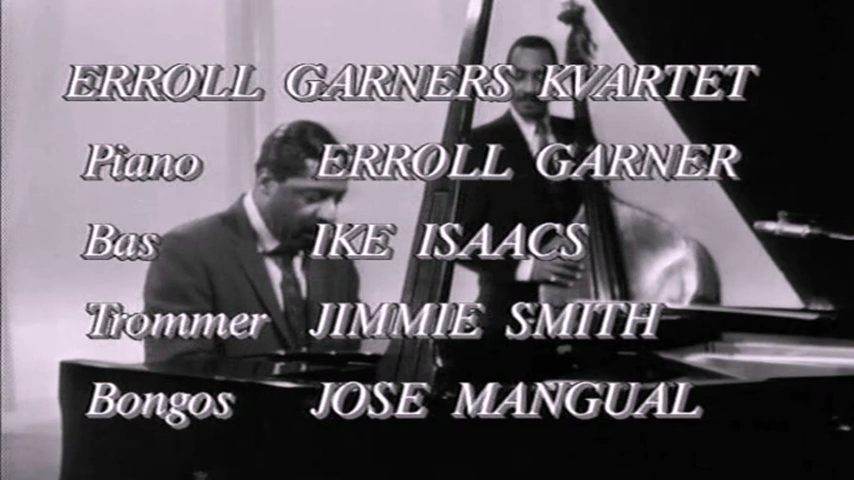 ERROLL GARNERS KVARTET
Piano ERROLL GARNER
Bas IKE ISAACS
Trommer JIMMIE SMITH
Bongos JOSE MANGUAL